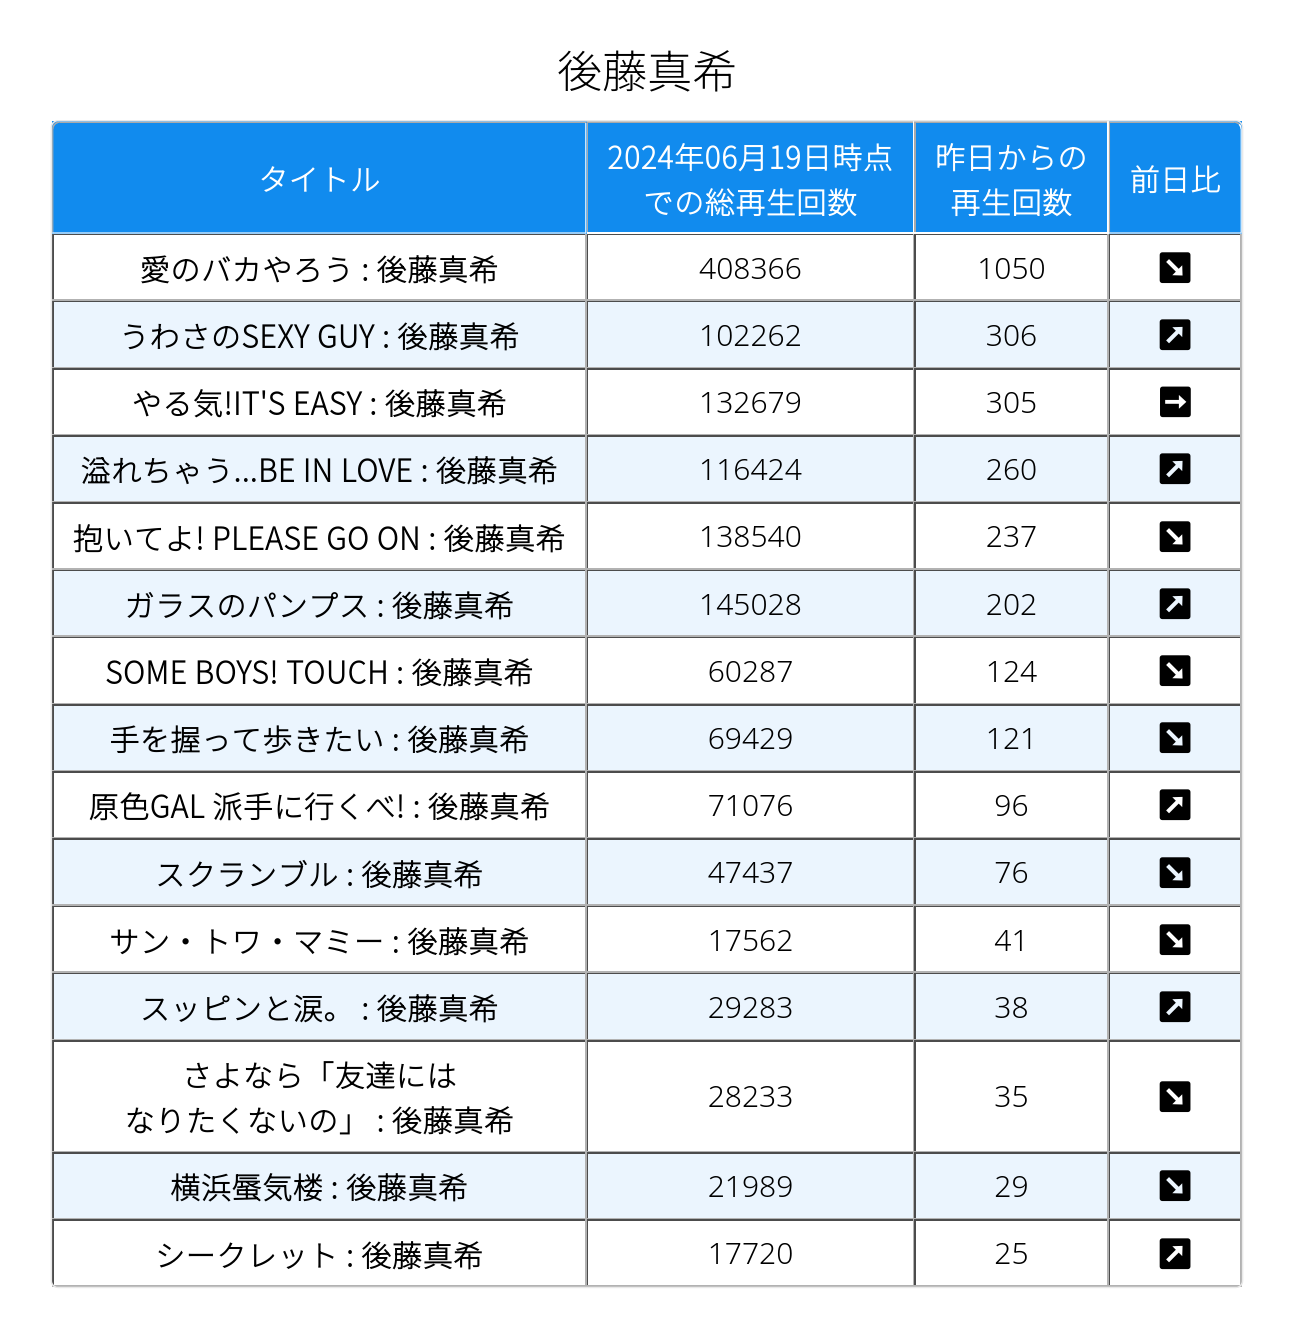 後藤真希
タイトル
2024年06月19日時点
での総再生回数
昨日からの
再生回数
前日比
愛のバカやろう : 後藤真希 408366 1050
うわさのSEXY GUY : 後藤真希 102262 306
やる気!IT'S EASY : 後藤真希 132679 305
溢れちゃう...BE IN LOVE : 後藤真希 116424 260
抱いてよ! PLEASE GO ON : 後藤真希 138540 237
ガラスのパンプス : 後藤真希 145028 202
SOME BOYS! TOUCH : 後藤真希 60287 124
手を握って歩きたい : 後藤真希 69429 121
原色GAL 派手に行くべ! : 後藤真希 71076 96
スクランブル : 後藤真希 47437 76
サン・トワ・マミー : 後藤真希 17562 41
スッピンと涙。 : 後藤真希 29283 38
さよなら「友達には
なりたくないの」 : 後藤真希 28233 35
横浜蜃気楼 : 後藤真希 21989 29
シークレット : 後藤真希 17720 25